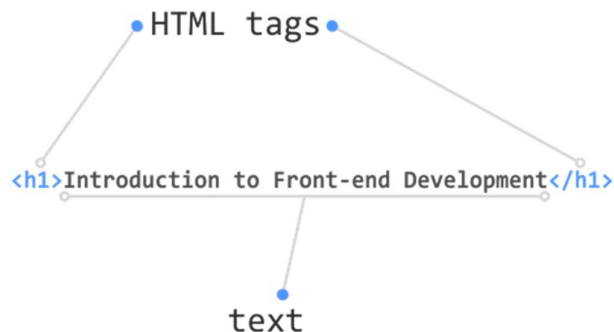 HTML tags
<h1>Introduction to Front-end Development</h1>
text